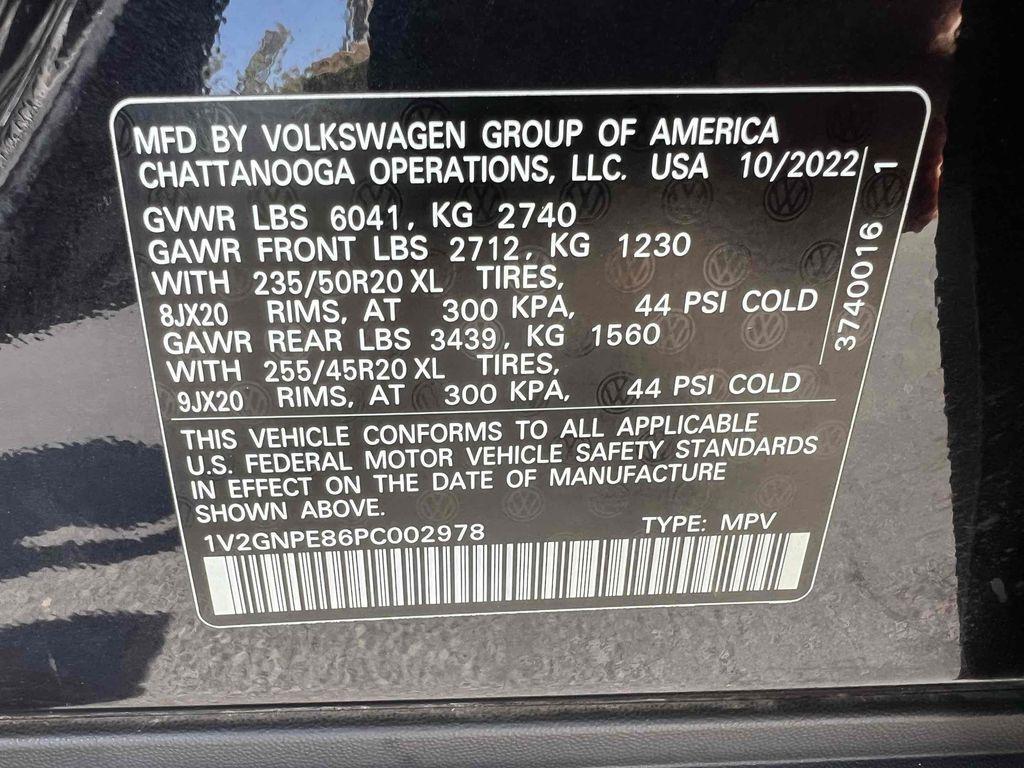 MFD BY VOLKSWAGEN GROUP OF AMERICA
CHATTANOOGA OPERATIONS, LLC. USA 10/2022
GVWR LBS 6041, KG 2740
GAWR FRONT LBS 2712, KG 1230
WITH 235/50R20 XL TIRES,
8JX20 RIMS, AT 300 KPA, 44 PSI COLD
GAWR REAR LBS 3439, KG 1560
WITH 255/45R20 XL TIRES,
9JX20 RIMS, AT 300 KPA, 44 PSI COLD
3740016 1
THIS VEHICLE CONFORMS TO ALL APPLICABLE
U.S. FEDERAL MOTOR VEHICLE SAFETY STANDARDS
IN EFFECT ON THE DATE OF MANUFACTURE
SHOWN ABOVE.
1V2GNPE86PC002978 TYPE: MPV